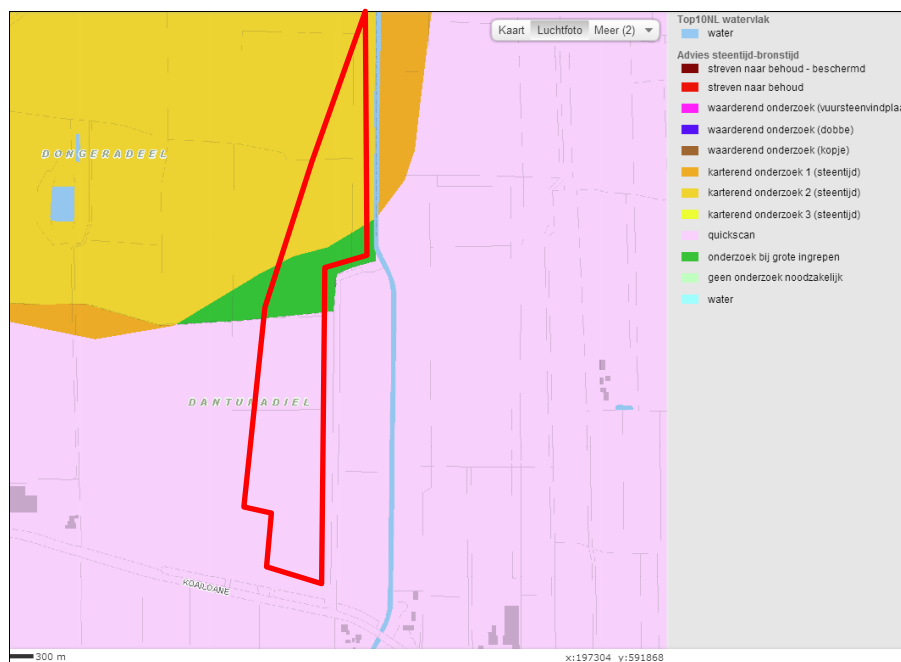 Kaart Luchtfoto Meer (2)
DONGERADEEL
DANTUMADIEL
KOAILOANE
300 m
x:197304 y:591868
Top10NL watervlak
water
Advies steentijd-bronstijd
streven naar behoud - beschermd
streven naar behoud
waarderend onderzoek (vuursteenvindplaa
waarderend onderzoek (dobbe)
waarderend onderzoek (kopje)
karterend onderzoek 1 (steentijd)
karterend onderzoek 2 (steentijd)
karterend onderzoek 3 (steentijd)
quickscan
onderzoek bij grote ingrepen
geen onderzoek noodzakelijk
water